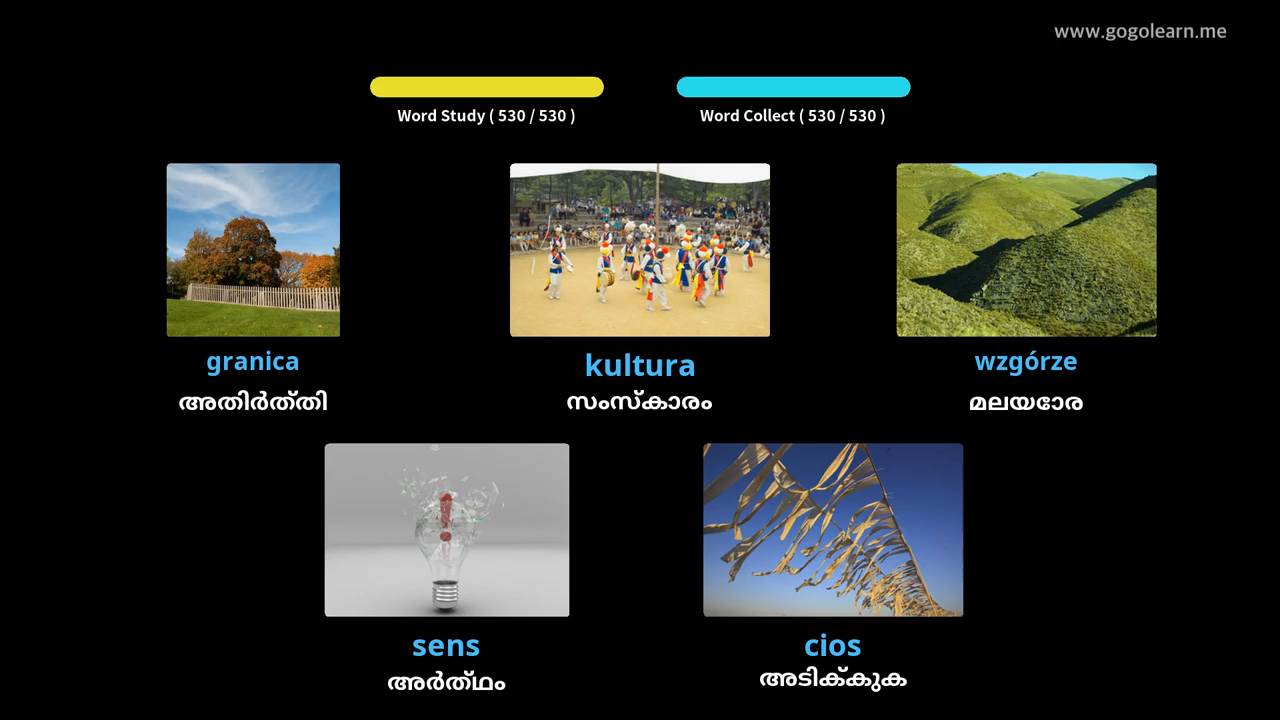 www.gogolearn.me
Word Study ( 530 / 530 )
Word Collect ( 530 / 530 )
granica
അതിർത്തി
kultura
സംസ്കാരം
wzgórze
മലയോര
sens
അർത്ഥം
cios
അടിക്കുക